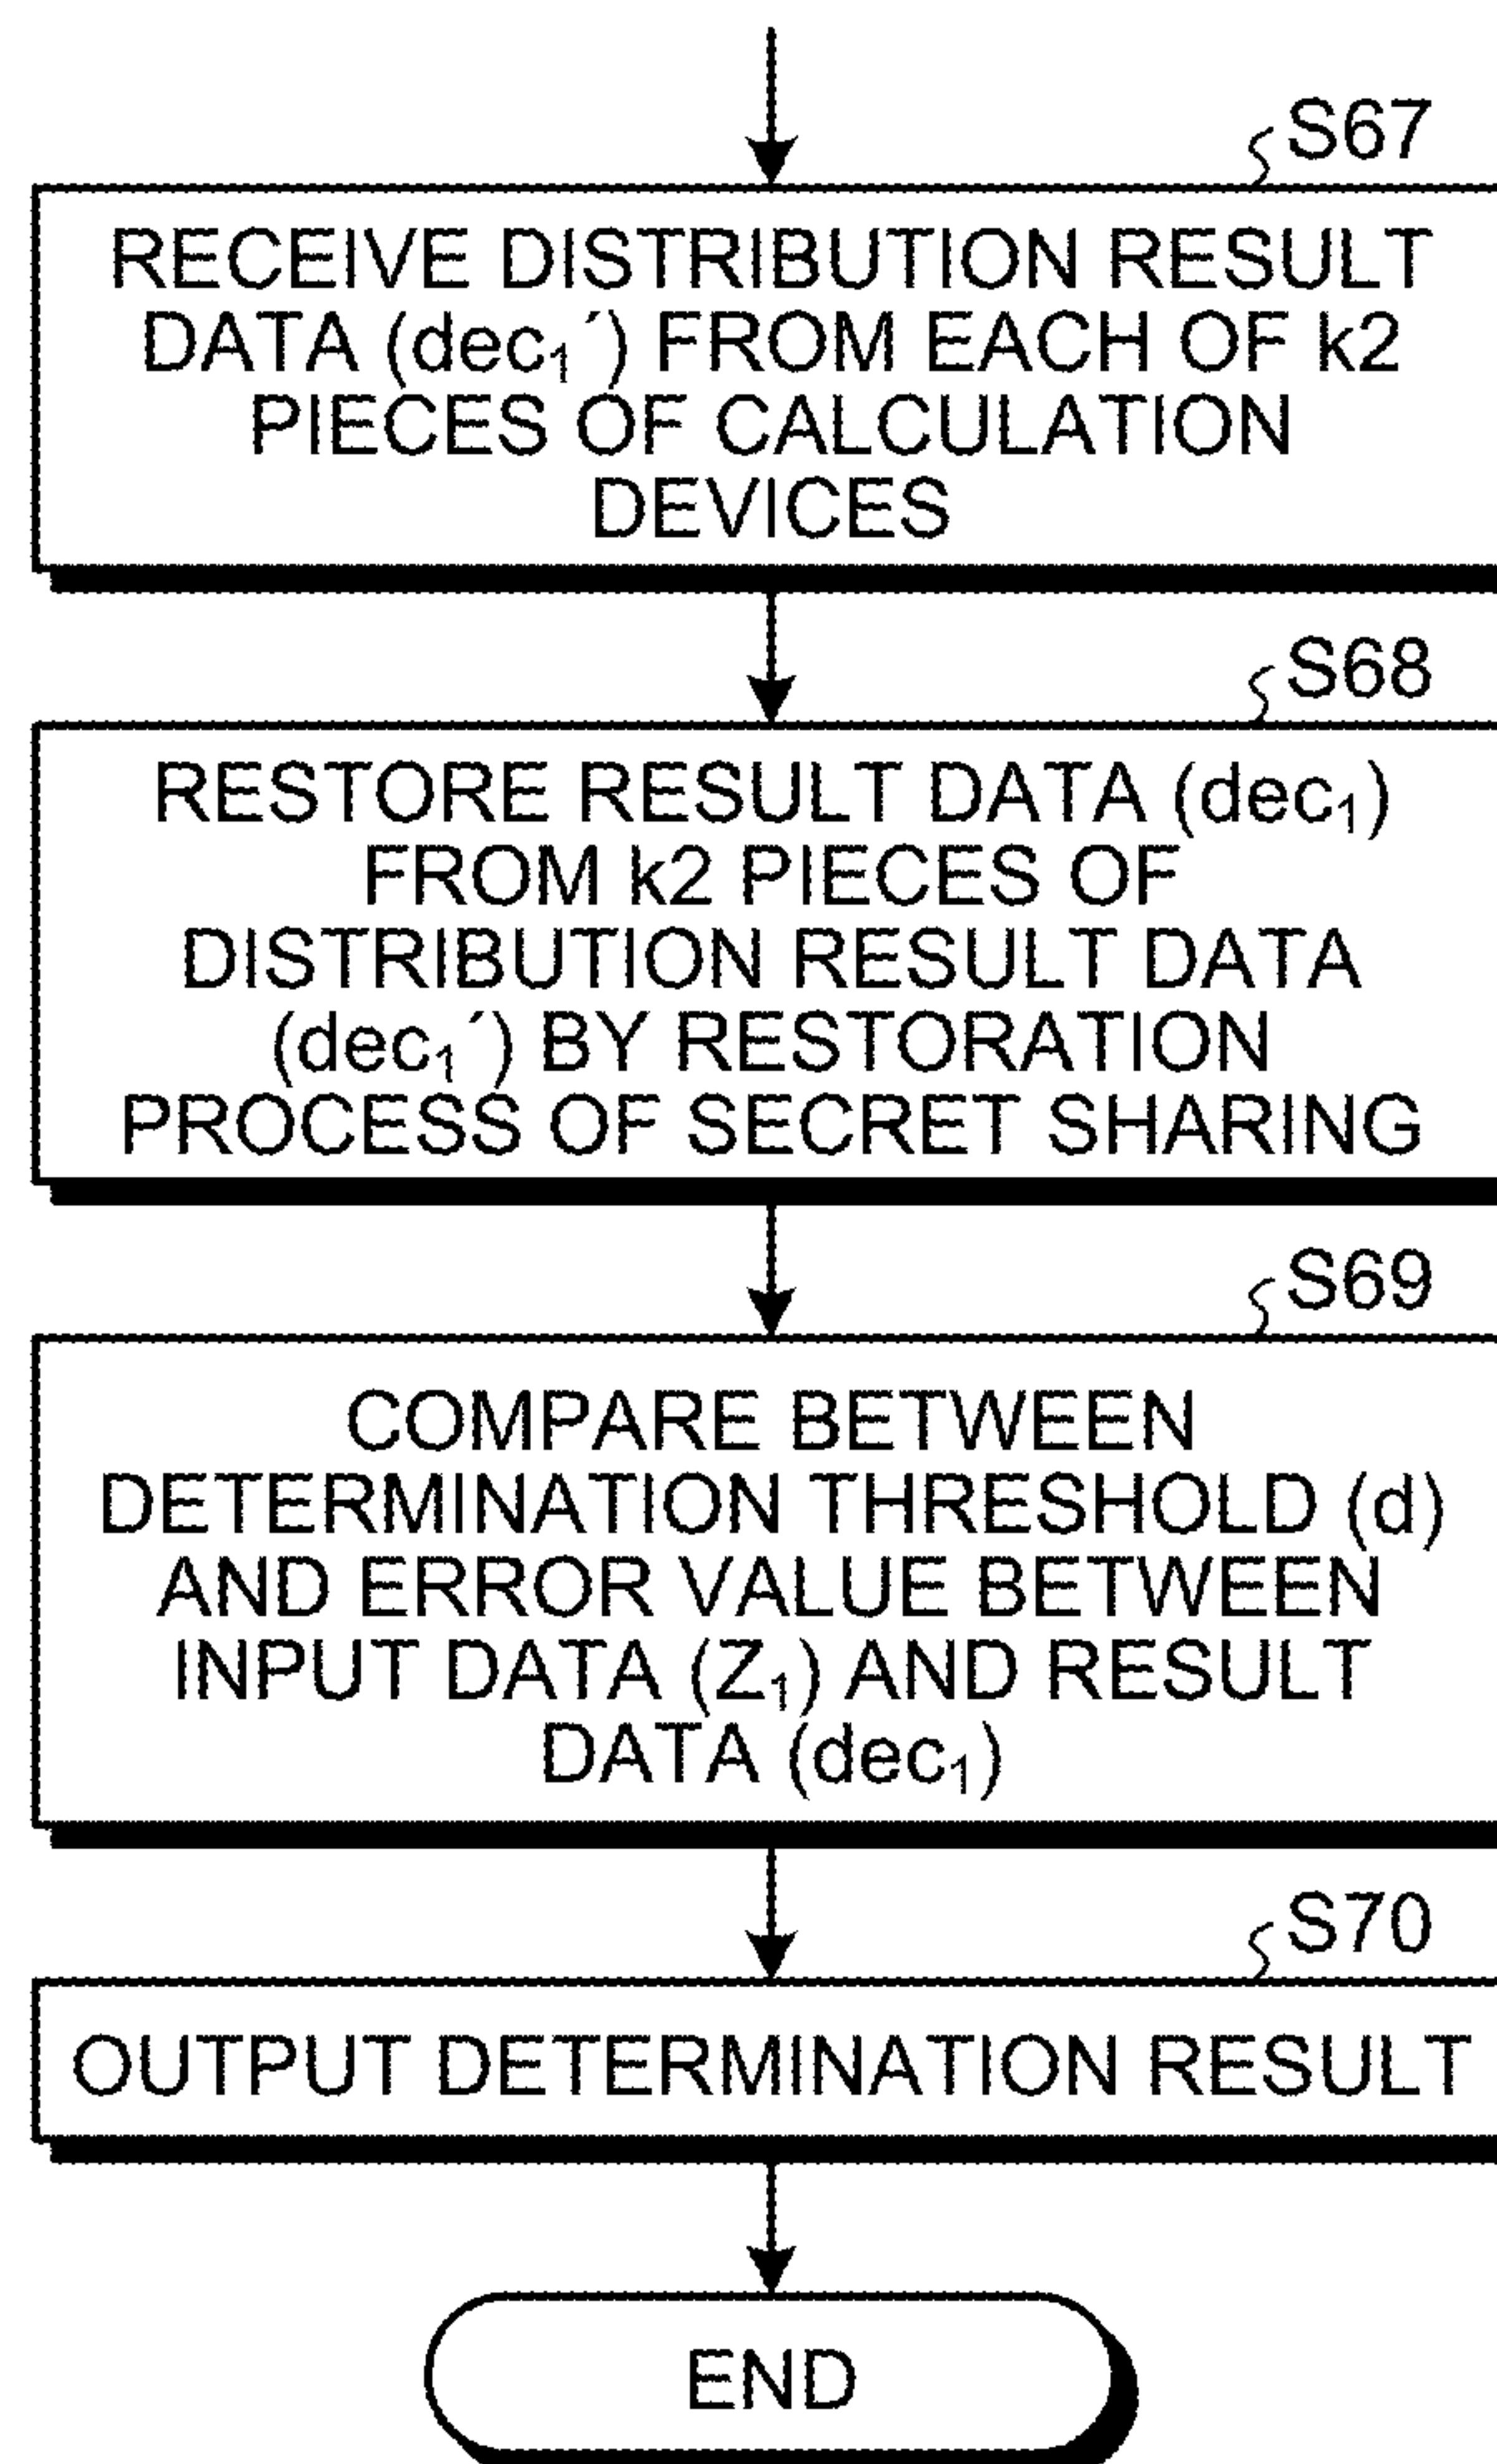 S67
RECEIVE DISTRIBUTION RESULT
DATA (dec₁´) FROM EACH OF k2
PIECES OF CALCULATION
DEVICES
S68
RESTORE RESULT DATA (dec₁)
FROM k2 PIECES OF
DISTRIBUTION RESULT DATA
(dec₁´) BY RESTORATION
PROCESS OF SECRET SHARING
S69
COMPARE BETWEEN
DETERMINATION THRESHOLD (d)
AND ERROR VALUE BETWEEN
INPUT DATA (Z₁) AND RESULT
DATA (dec₁)
S70
OUTPUT DETERMINATION RESULT
END